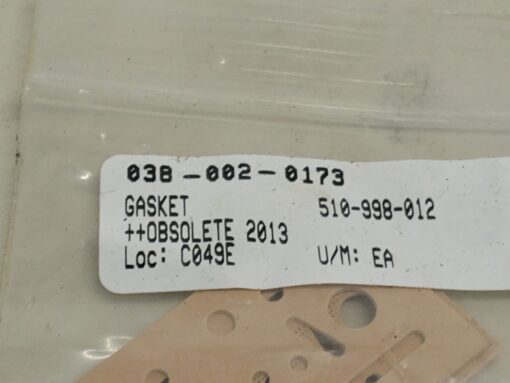 038-002-0173
GASKET 510-998-012
++OBSOLETE 2013
Loc: C049E U/M: EA